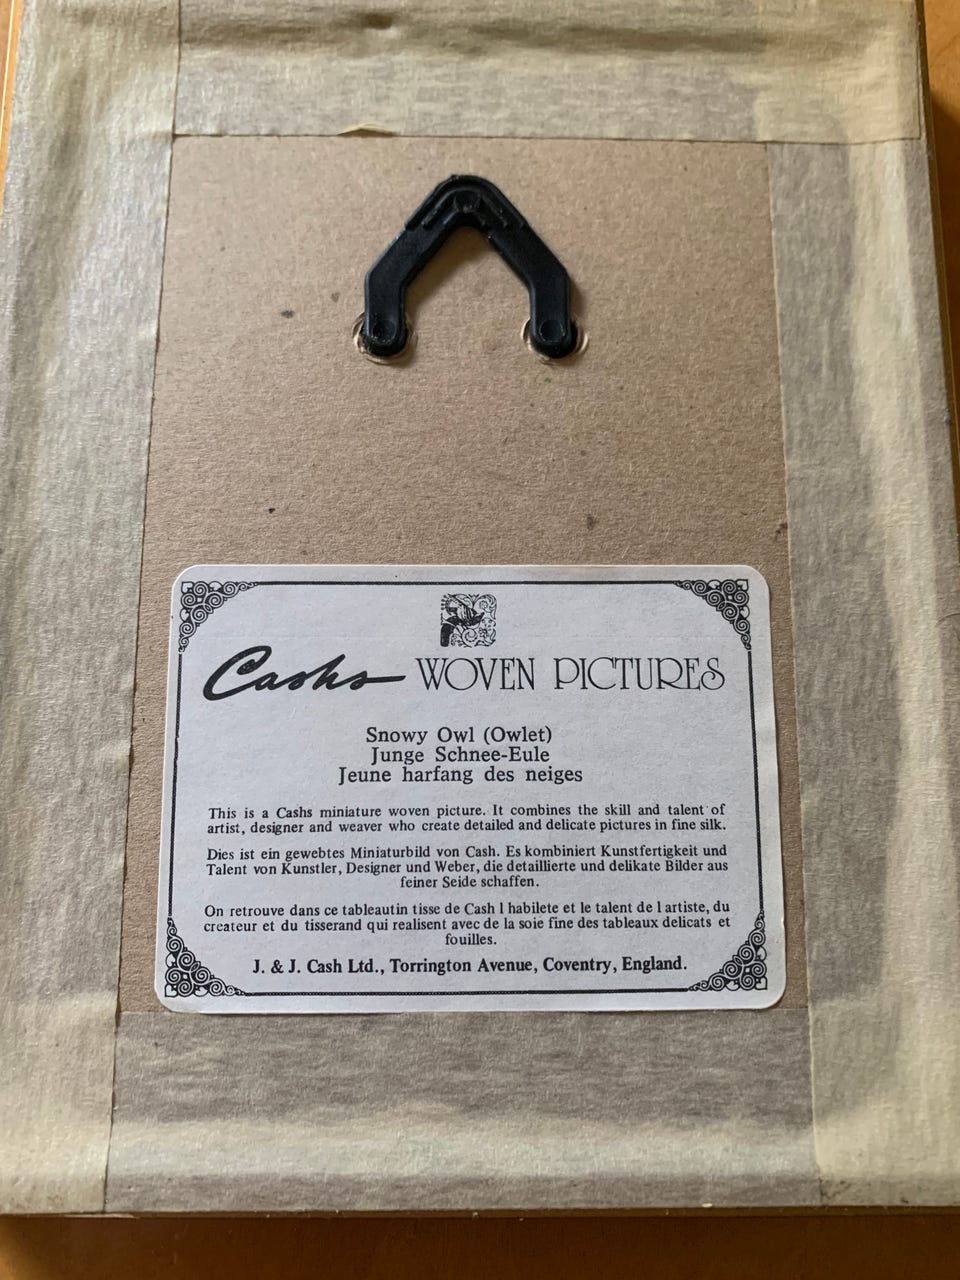 Cashs WOVEN PICTURES
Snowy Owl (Owlet)
Junge Schnee-Eule
Jeune harfang des neiges
This is a Cashs miniature woven picture. It combines the skill and talent of
artist, designer and weaver who create detailed and delicate pictures in fine silk.
Dies ist ein gewebtes Miniaturbild von Cash. Es kombiniert Kunstfertigkeit und
Talent von Kunstler, Designer und Weber, die detaillierte und delikate Bilder aus
feiner Seide schaffen.
On retrouve dans ce tableautin tisse de Cash l habilete et le talent de l artiste, du
createur et du tisserand qui realisent avec de la soie fine des tableaux delicats et
fouilles.
J. & J. Cash Ltd., Torrington Avenue, Coventry, England.